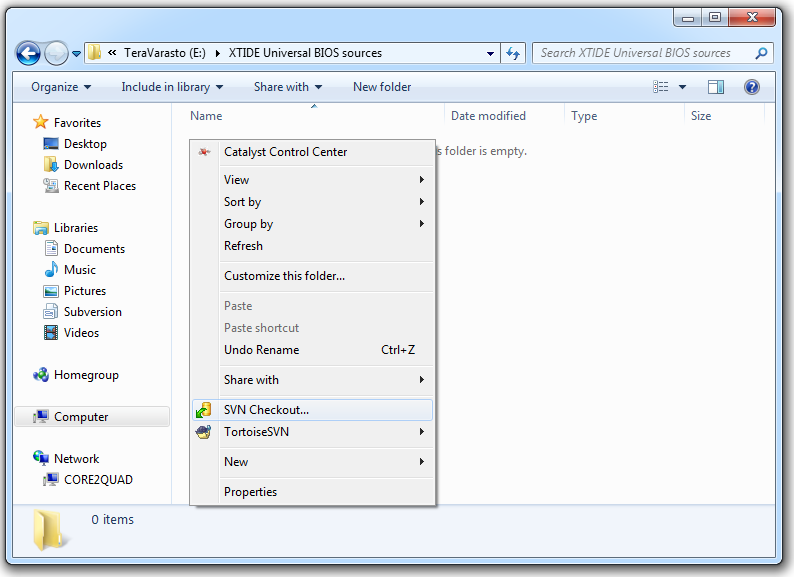 « TeraVarasto (E:) ▸ XTIDE Universal BIOS sources
Search XTIDE Universal BIOS sources
Organize Include in library Share with New folder
Name Date modified Type Size
s folder is empty.
Favorites
Desktop
Downloads
Recent Places
Libraries
Documents
Music
Pictures
Subversion
Videos
Homegroup
Computer
Network
CORE2QUAD
Catalyst Control Center
View
Sort by
Group by
Refresh
Customize this folder...
Paste
Paste shortcut
Undo Rename Ctrl+Z
Share with
SVN Checkout...
TortoiseSVN
New
Properties
0 items